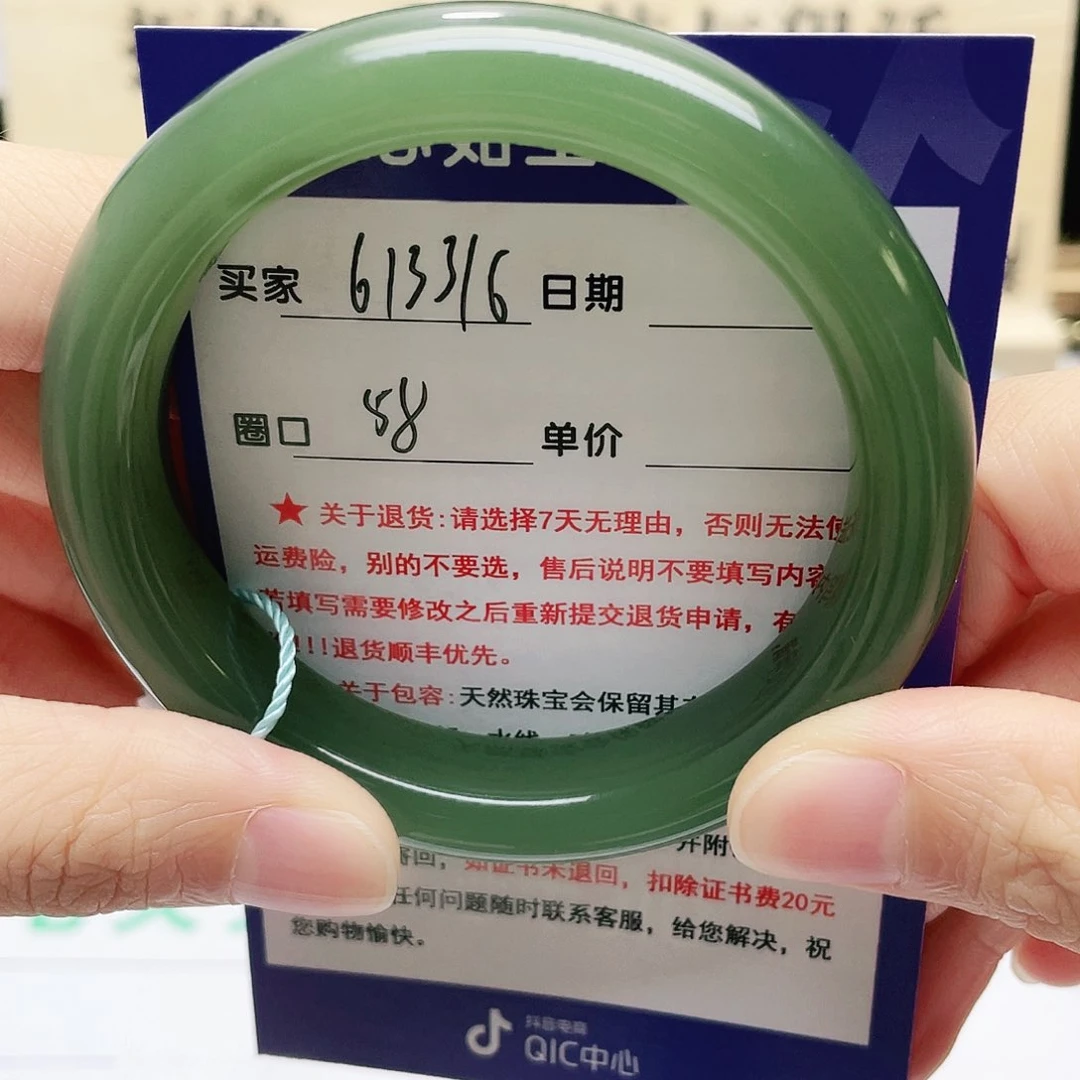 买家 613316 日期
圈口 58 单价
★关于退货:请选择7天无理由，否则无法使
运费险，别的不要选，售后说明不要填写内容
填写需要修改之后重新提交退货申请，有
!!退货顺丰优先。
关于包容:天然珠宝会保留其
水线
并附
寄回，如证书未退回，扣除证书费20元
任何问题随时联系客服，给您解决，祝
您购物愉快。
抖音电商
QIC中心